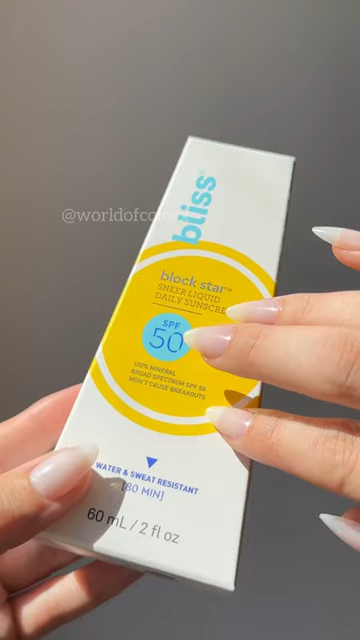 bliss®
@worldofco
block star™
SHEER LIQUID
DAILY SUNSCRE
SPF
50
100% MINERAL
BROAD SPECTRUM SPF 50
WON'T CAUSE BREAKOUTS
WATER & SWEAT RESISTANT
[80 MIN]
60 mL / 2 fl oz